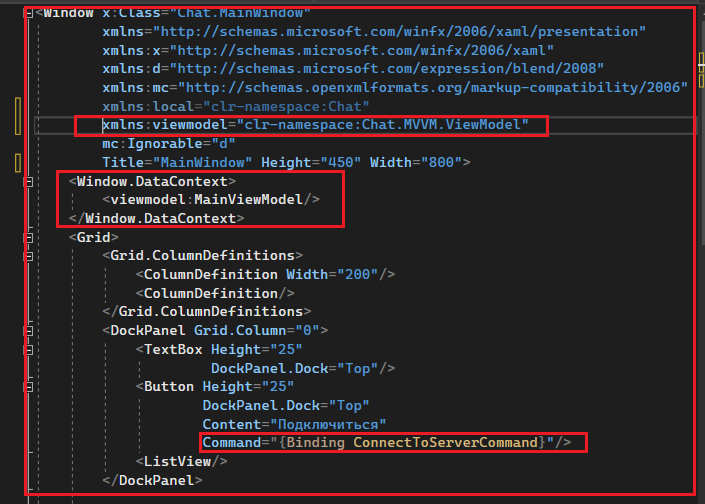 <Window x:Class="Chat.MainWindow"
xmlns="http://schemas.microsoft.com/winfx/2006/xaml/presentation"
xmlns:x="http://schemas.microsoft.com/winfx/2006/xaml"
xmlns:d="http://schemas.microsoft.com/expression/blend/2008"
xmlns:mc="http://schemas.openxmlformats.org/markup-compatibility/2006"
xmlns:local="clr-namespace:Chat"
xmlns:viewmodel="clr-namespace:Chat.MVVM.ViewModel"
mc:Ignorable="d"
Title="MainWindow" Height="450" Width="800">
<Window.DataContext>
<viewmodel:MainViewModel/>
</Window.DataContext>
<Grid>
<Grid.ColumnDefinitions>
<ColumnDefinition Width="200"/>
<ColumnDefinition/>
</Grid.ColumnDefinitions>
<DockPanel Grid.Column="0">
<TextBox Height="25"
DockPanel.Dock="Top"/>
<Button Height="25"
DockPanel.Dock="Top"
Content="Подключиться"
Command="{Binding ConnectToServerCommand}"/>
<ListView/>
</DockPanel>